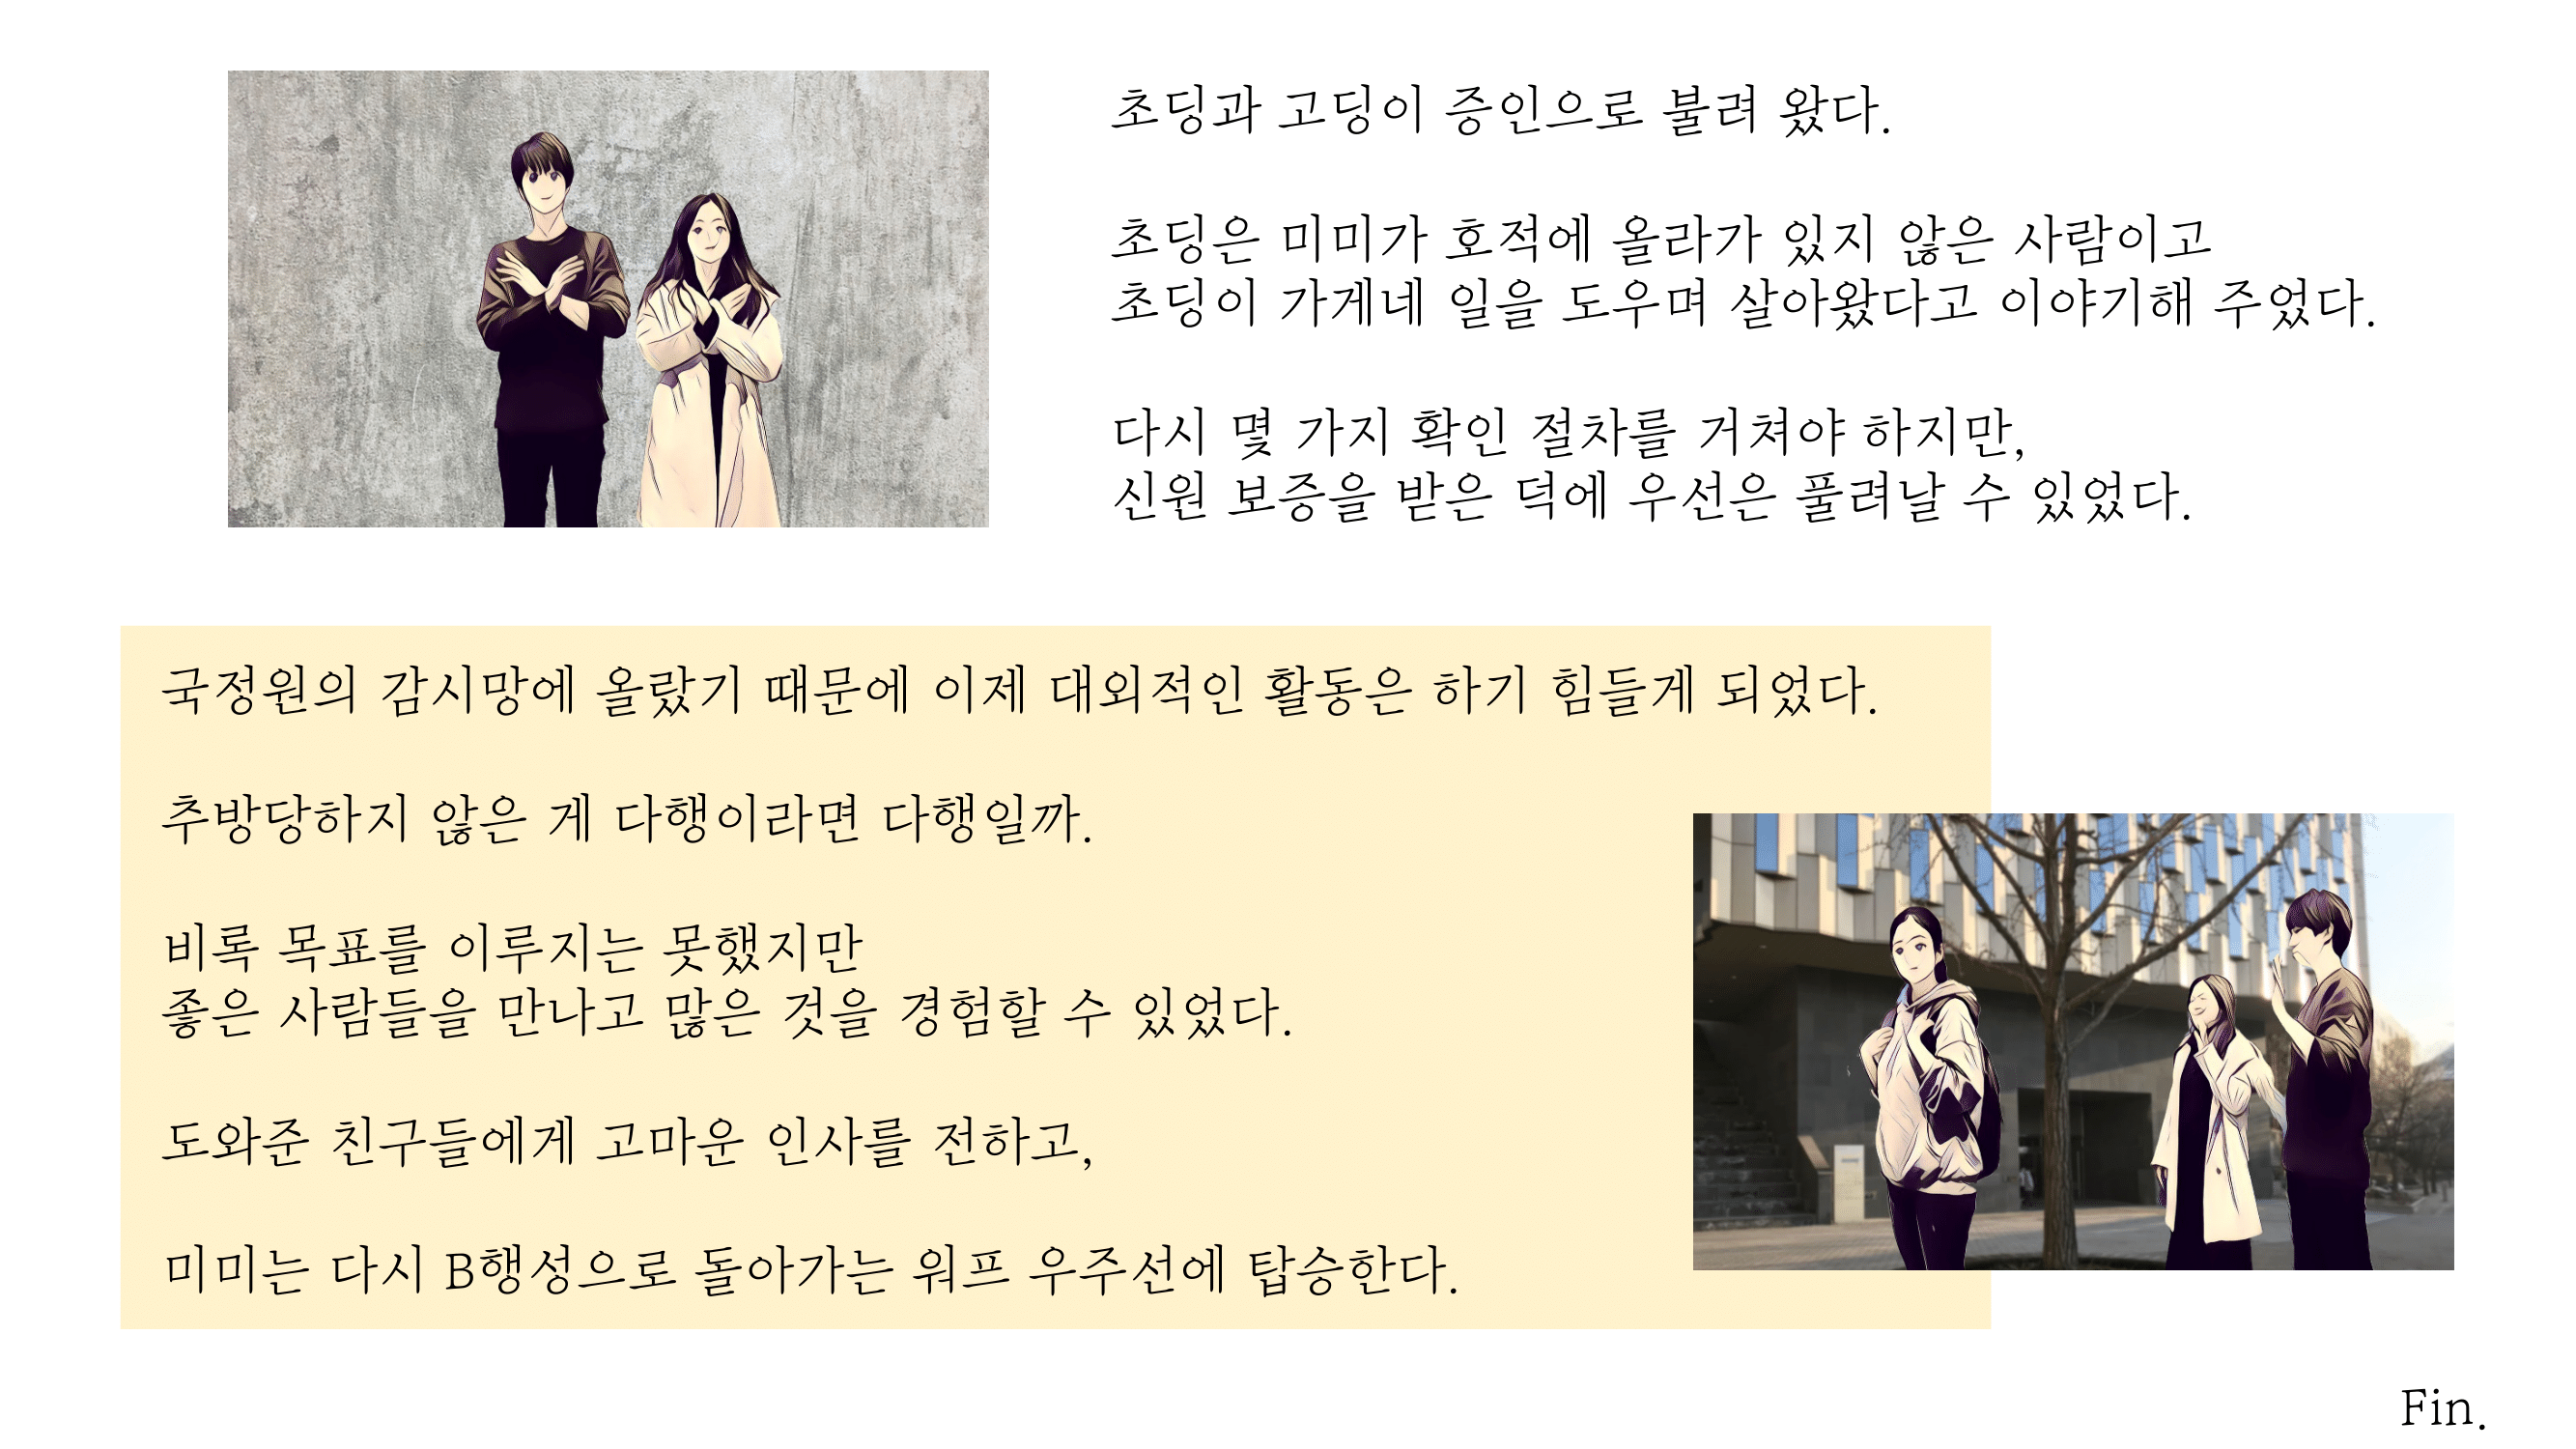 초딩과 고딩이 증인으로 불려 왔다.
초딩은 미미가 호적에 올라가 있지 않은 사람이고
초딩이 가게네 일을 도우며 살아왔다고 이야기해 주었다.
다시 몇 가지 확인 절차를 거쳐야 하지만,
신원 보증을 받은 덕에 우선은 풀려날 수 있었다.
국정원의 감시망에 올랐기 때문에 이제 대외적인 활동은 하기 힘들게 되었다.
추방당하지 않은 게 다행이라면 다행일까.
비록 목표를 이루지는 못했지만
좋은 사람들을 만나고 많은 것을 경험할 수 있었다.
도와준 친구들에게 고마운 인사를 전하고,
미미는 다시 B행성으로 돌아가는 워프 우주선에 탑승한다.
Fin.